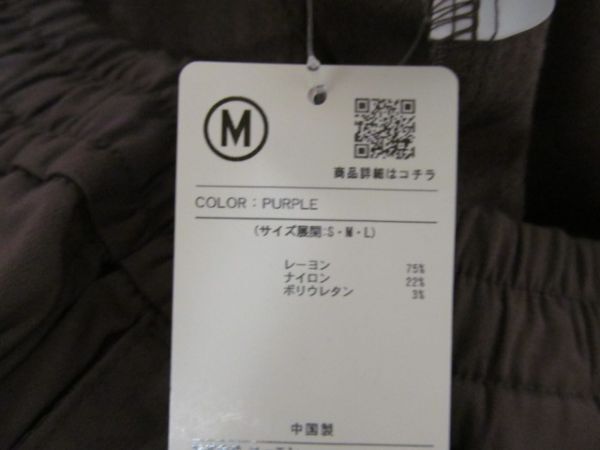 M
商品詳細はコチラ
COLOR : PURPLE
(サイズ展開:S・M・L)
レーヨン 75%
ナイロン 22%
ポリウレタン 3%
中国製